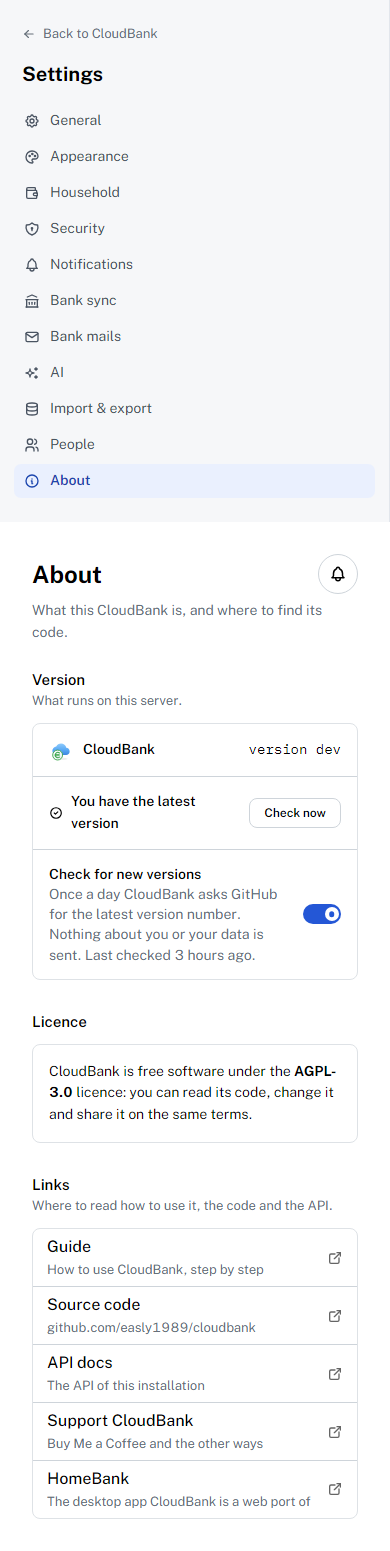 Back to CloudBank
Settings
General
Appearance
Household
Security
Notifications
Bank sync
Bank mails
AI
Import & export
People
About
About
What this CloudBank is, and where to find its
code.
Version
What runs on this server.
CloudBank version dev
You have the latest
version
Check now
Check for new versions
Once a day CloudBank asks GitHub
for the latest version number.
Nothing about you or your data is
sent. Last checked 3 hours ago.
Licence
CloudBank is free software under the AGPL-
3.0 licence: you can read its code, change it
and share it on the same terms.
Links
Where to read how to use it, the code and the API.
Guide
How to use CloudBank, step by step
Source code
github.com/easly1989/cloudbank
API docs
The API of this installation
Support CloudBank
Buy Me a Coffee and the other ways
HomeBank
The desktop app CloudBank is a web port of